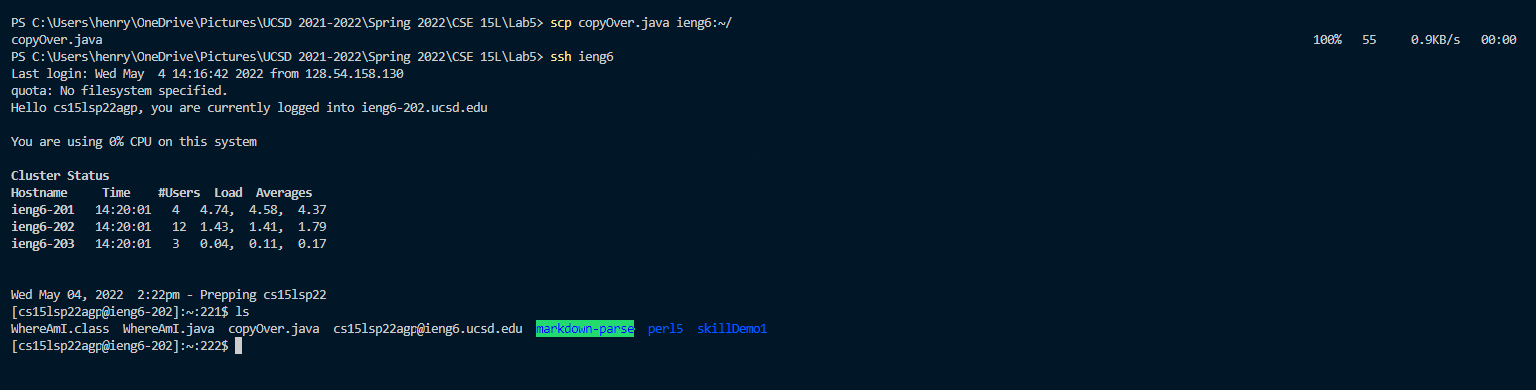 PS C:\Users\henry\OneDrive\Pictures\UCSD 2021-2022\Spring 2022\CSE 15L\Lab5> scp copyOver.java ieng6:~/
copyOver.java 100% 55 0.9KB/s 00:00
PS C:\Users\henry\OneDrive\Pictures\UCSD 2021-2022\Spring 2022\CSE 15L\Lab5> ssh ieng6
Last login: Wed May  4 14:16:42 2022 from 128.54.158.130
quota: No filesystem specified.
Hello cs15lsp22agp, you are currently logged into ieng6-202.ucsd.edu
You are using 0% CPU on this system
Cluster Status
Hostname     Time    #Users  Load  Averages
ieng6-201   14:20:01   4   4.74,  4.58,  4.37
ieng6-202   14:20:01   12  1.43,  1.41,  1.79
ieng6-203   14:20:01   3   0.04,  0.11,  0.17
Wed May 04, 2022  2:22pm - Prepping cs15lsp22
[cs15lsp22agp@ieng6-202]:~:221$ ls
WhereAmI.class  WhereAmI.java  copyOver.java  cs15lsp22agp@ieng6.ucsd.edu  markdown-parse  perl5  skillDemo1
[cs15lsp22agp@ieng6-202]:~:222$